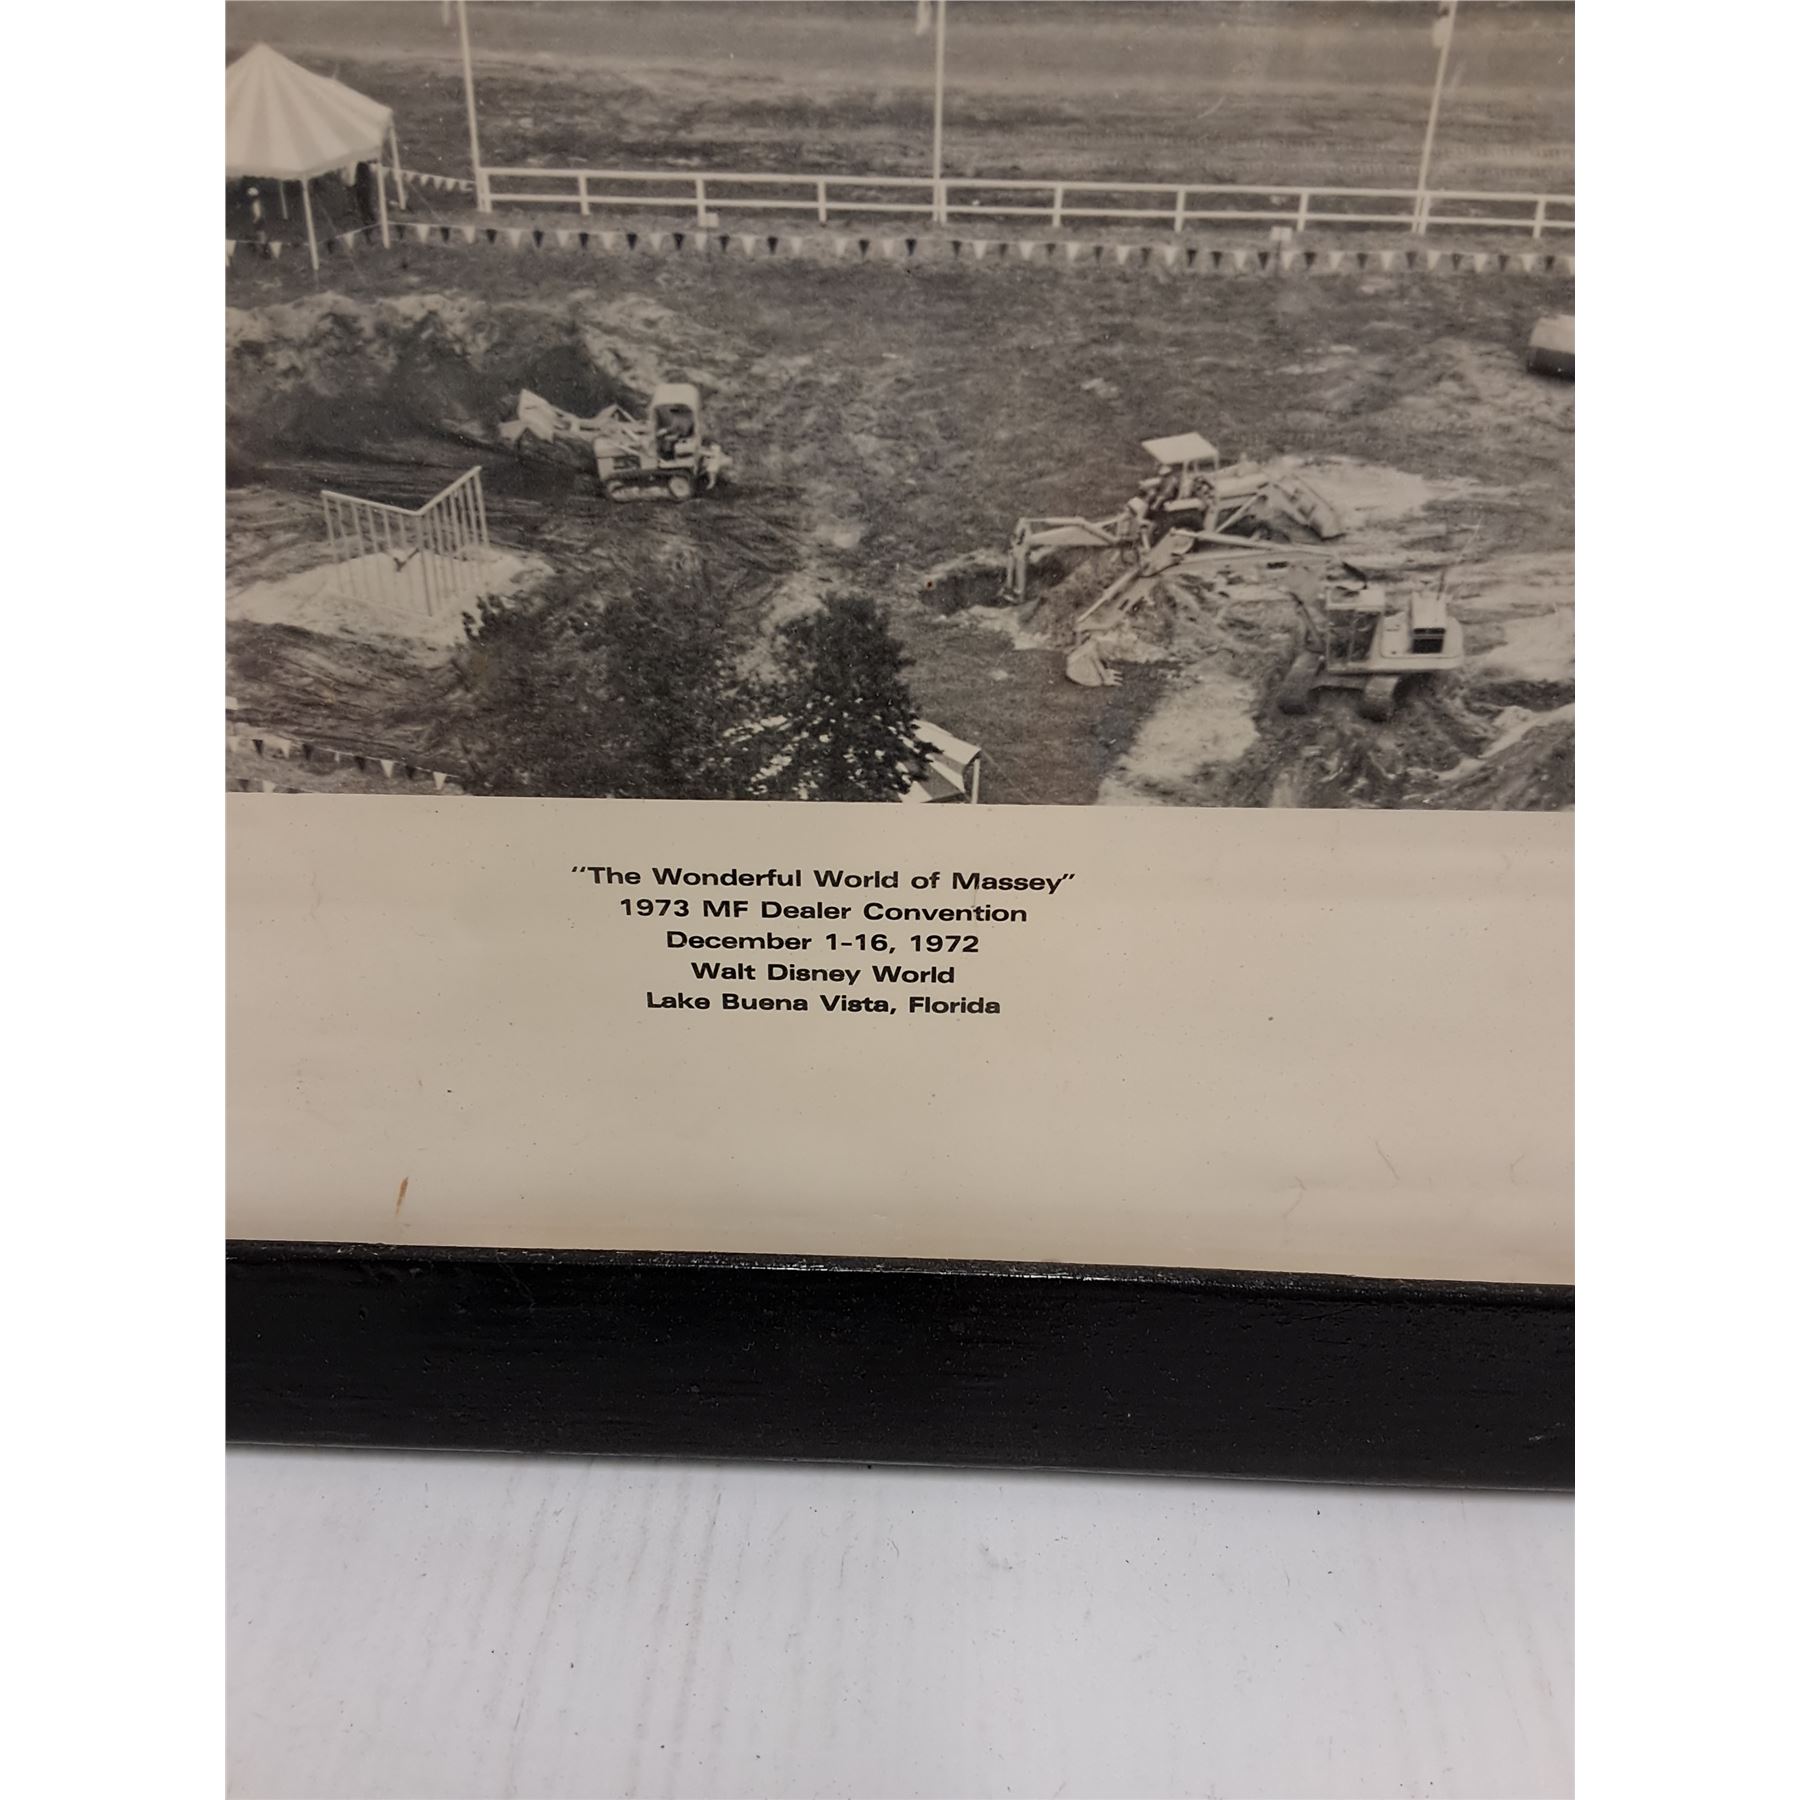 "The Wonderful World of Massey"
1973 MF Dealer Convention
December 1-16, 1972
Walt Disney World
Lake Buena Vista, Florida